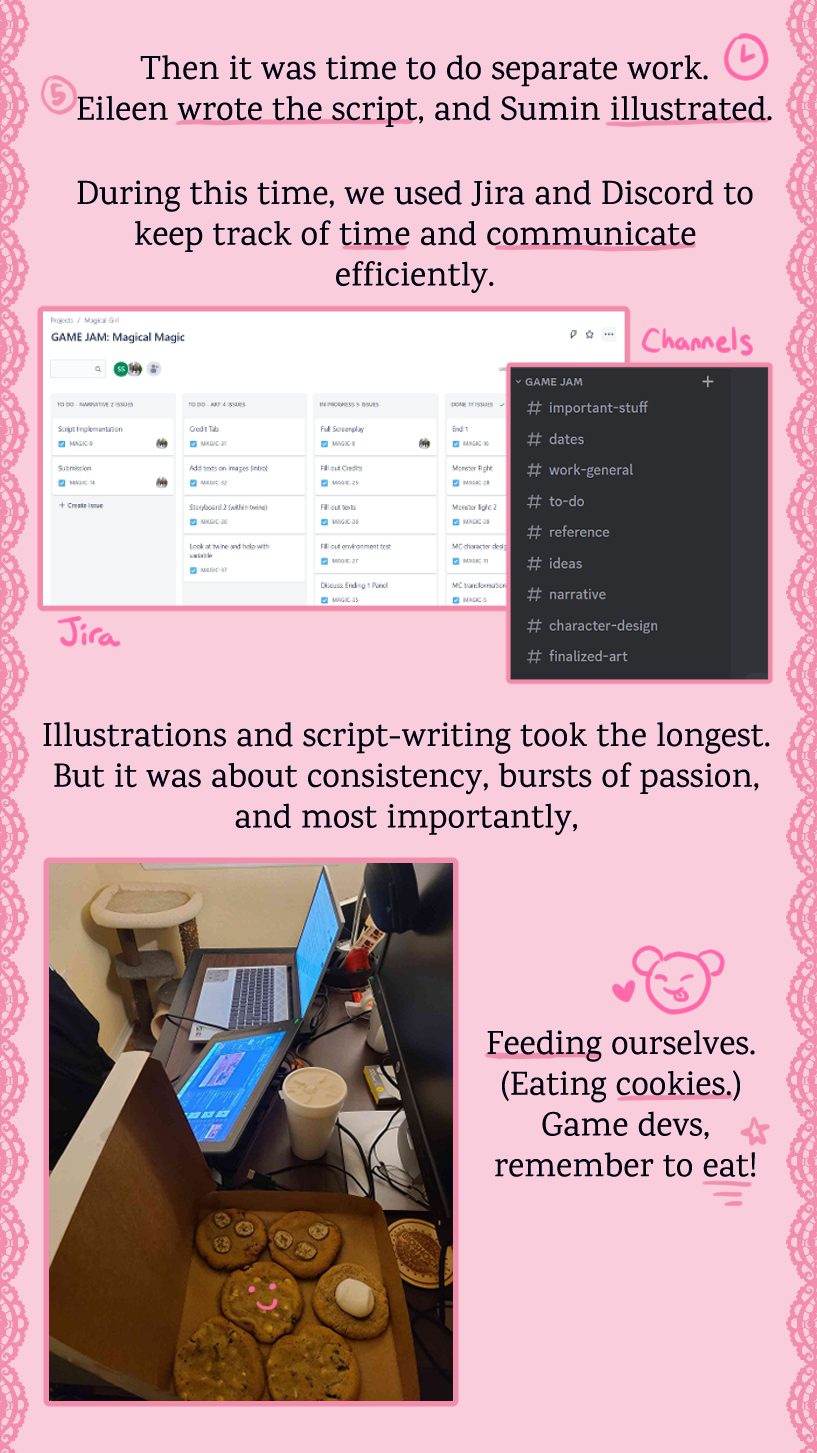 Then it was time to do separate work.
5
Eileen wrote the script, and Sumin illustrated.
During this time, we used Jira and Discord to
keep track of time and communicate
efficiently.
Projects / Magical Girl
GAME JAM: Magical Magic
SS
TO DO - NARRATIVE 2 ISSUES
Script Implementation
MAGIC-9
Submission
MAGIC-14
+ Create issue
TO DO - ART 4 ISSUES
Credit Tab
MAGIC-31
Add texts on Images (intro)
MAGIC-32
Storyboard 2 (within twine)
MAGIC-36
Look at twine and help with
variable
MAGIC-37
IN PROGRESS 5 ISSUES
Full Screenplay
MAGIC-8
Fill out Credits
MAGIC-25
Fill out texts
MAGIC-26
Fill out environment test
MAGIC-27
Discuss: Ending 1 Panel
MAGIC-35
DONE 17 ISSUES
End 1
MAGIC-16
Monster Fight
MAGIC-28
Monster fight 2
MAGIC-29
MC character
MAGIC-11
MC transformation
MAGIC-5
Channels
GAME JAM
# important-stuff
# dates
# work-general
# to-do
# reference
# ideas
# narrative
# character-design
# finalized-art
Jira
Illustrations and script-writing took the longest.
But it was about consistency, bursts of passion,
and most importantly,
Feeding ourselves.
(Eating cookies.)
Game devs,
remember to eat!